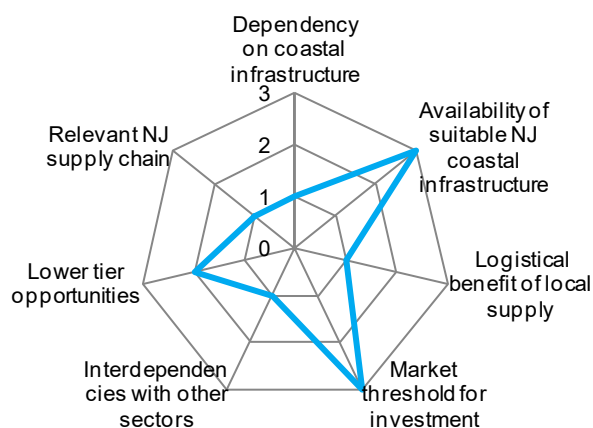 Dependency
on coastal
infrastructure
3
Availability of
suitable NJ
coastal
infrastructure
Relevant NJ
supply chain
2
1
0
Logistical
benefit of local
supply
Lower tier
opportunities
Interdependen
cies with other
sectors
Market
threshold for
investment